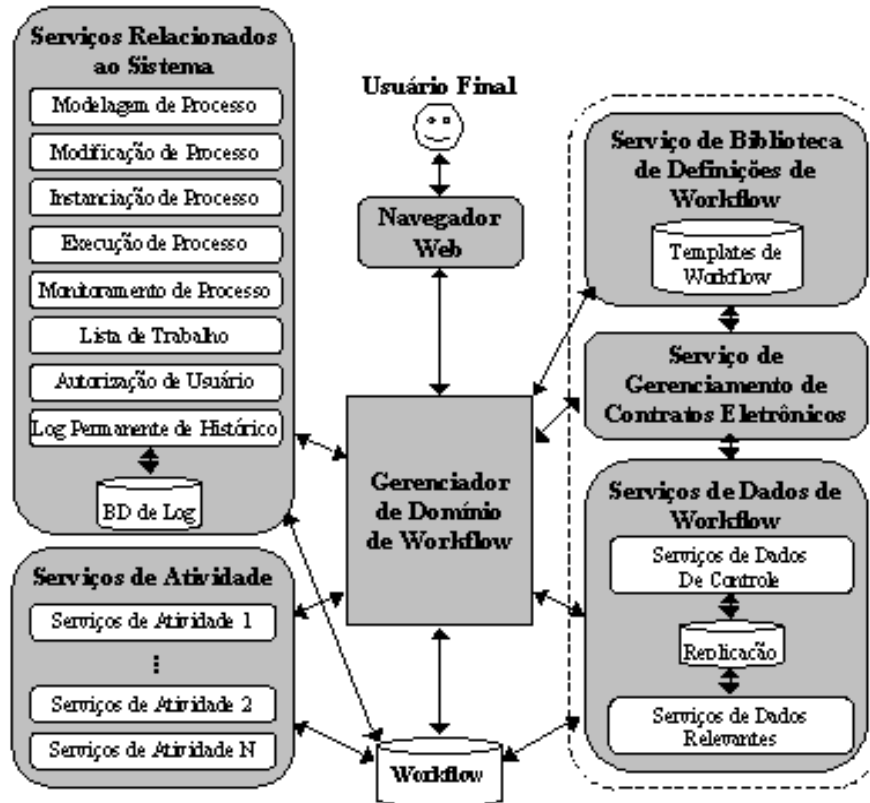 Serviços Relacionados
ao Sistema
Modelagem de Processo
Modificação de Processo
Instanciação de Processo
Execução de Processo
Monitoramento de Processo
Lista de Trabalho
Autorização de Usuário
Log Permanente de Histórico
BD de Log
Serviços de Atividade
Serviços de Atividade 1
Serviços de Atividade 2
Serviços de Atividade N
Usuário Final
Navegador
Web
Gerenciador
de Domínio
de Workflow
Workflow
Serviço de Biblioteca
de Definições de
Workflow
Templates de
Workflow
Serviço de
Gerenciamento de
Contratos Eletrônicos
Serviços de Dados de
Workflow
Serviços de Dados
De Controle
Replicação
Serviços de Dados
Relevantes